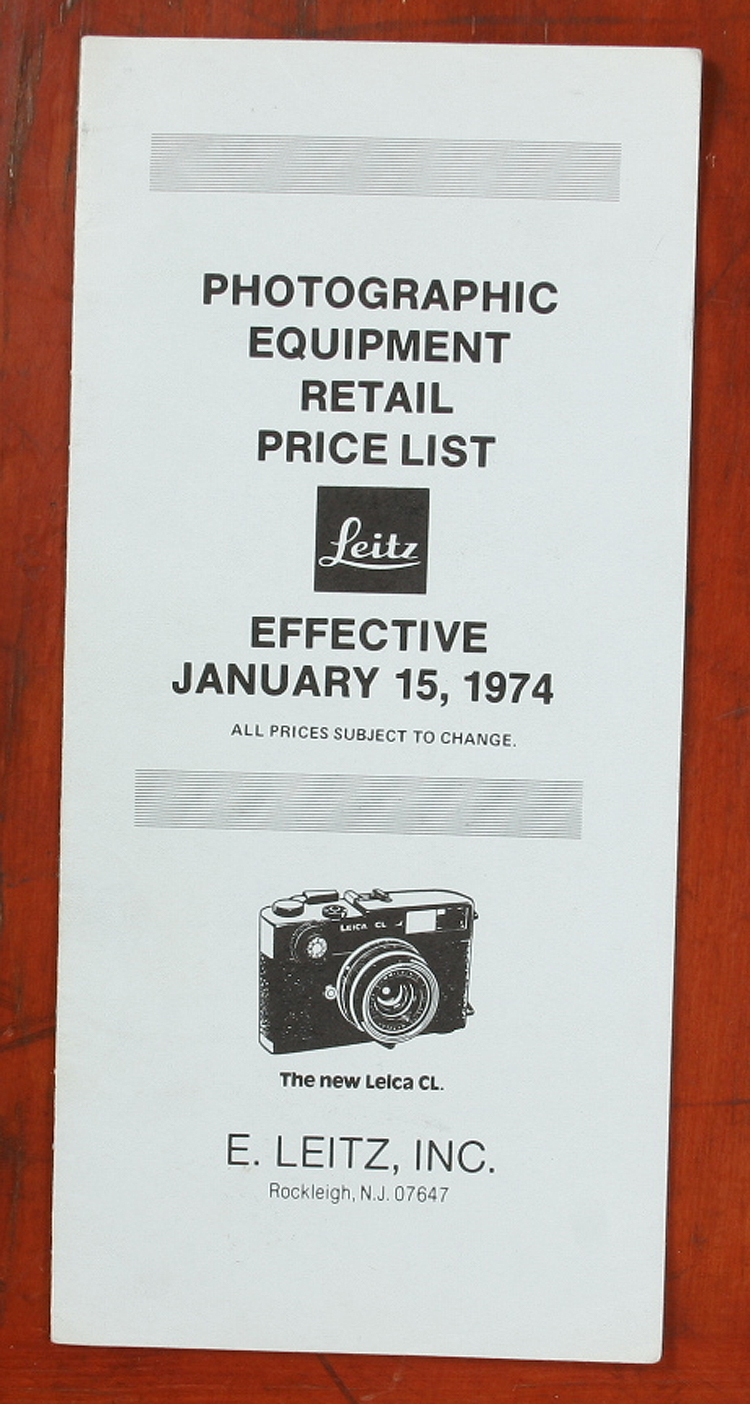 PHOTOGRAPHIC
EQUIPMENT
RETAIL
PRICE LIST
Leitz
EFFECTIVE
JANUARY 15, 1974
ALL PRICES SUBJECT TO CHANGE.
LEICA CL
The new Leica CL.
E. LEITZ, INC.
Rockleigh, N.J. 07647